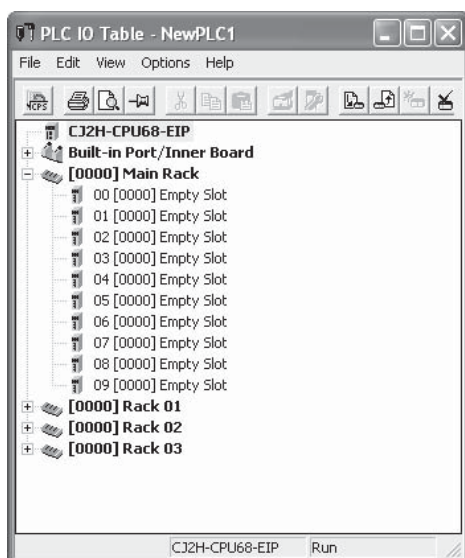 PLC IO Table - NewPLC1
File Edit View Options Help
NCPS
CJ2H-CPU68-EIP
Built-in Port/Inner Board
[0000] Main Rack
00 [0000] Empty Slot
01 [0000] Empty Slot
02 [0000] Empty Slot
03 [0000] Empty Slot
04 [0000] Empty Slot
05 [0000] Empty Slot
06 [0000] Empty Slot
07 [0000] Empty Slot
08 [0000] Empty Slot
09 [0000] Empty Slot
[0000] Rack 01
[0000] Rack 02
[0000] Rack 03
CJ2H-CPU68-EIP Run